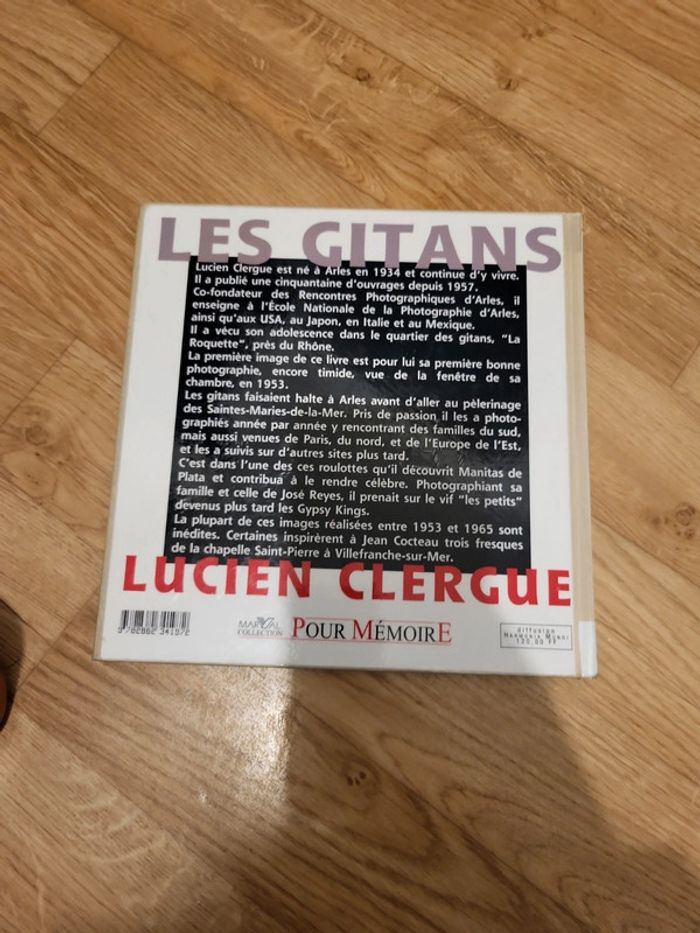 LES GITANS
Lucien Clergue est né à Arles en 1934 et continue d'y vivre.
Il a publié une cinquantaine d'ouvrages depuis 1957.
Co-fondateur des Rencontres Photographiques d'Arles, il
enseigne à l'École Nationale de la Photographie d'Arles,
ainsi qu'aux USA, au Japon, en Italie et au Mexique.
Il a vécu son adolescence dans le quartier des gitans, "La
Roquette", près du Rhône.
La première image de ce livre est pour lui sa première bonne
photographie, encore timide, vue de la fenêtre de sa
chambre, en 1953.
Les gitans faisaient halte à Arles avant d'aller au pèlerinage
des Saintes-Maries-de-la-Mer. Pris de passion il les a photo-
graphiés année par année y rencontrant des familles du sud,
mais aussi venues de Paris, du nord, et de l'Europe de l'Est,
et les a suivis sur d'autres sites plus tard.
C'est dans l'une des ces roulottes qu'il découvrit Manitas de
Plata et contribua à le rendre célèbre. Photographiant sa
famille et celle de José Reyes, il prenait sur le vif "les petits"
devenus plus tard les Gypsy Kings.
La plupart de ces images réalisées entre 1953 et 1965 sont
inédites. Certaines inspirèrent à Jean Cocteau trois fresques
de la chapelle Saint-Pierre à Villefranche-sur-Mer.
LUCIEN CLERGUE
9 782862 341872
MARVAL
COLLECTION
POUR MÉMOIRE
diffusion
HARMONIA MUNDI
120,00 FF